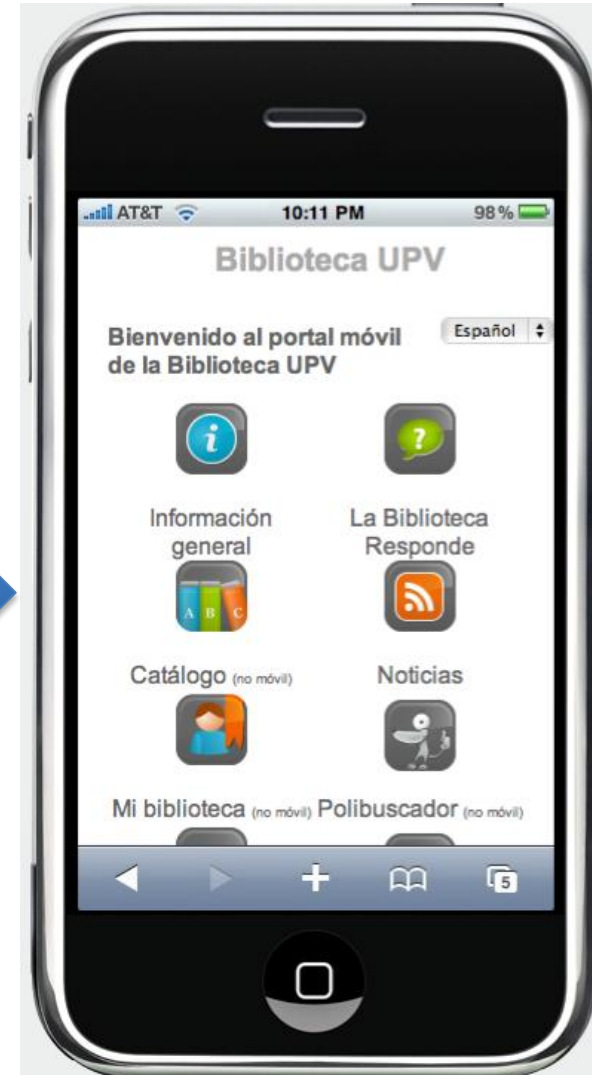 AT&T 10:11 PM 98%
Biblioteca UPV
Bienvenido al portal móvil
de la Biblioteca UPV
Español
i ?
Información
general
La Biblioteca
Responde
A B C
Catálogo (no móvil) Noticias
Mi biblioteca (no móvil) Polibuscador (no móvil)
5